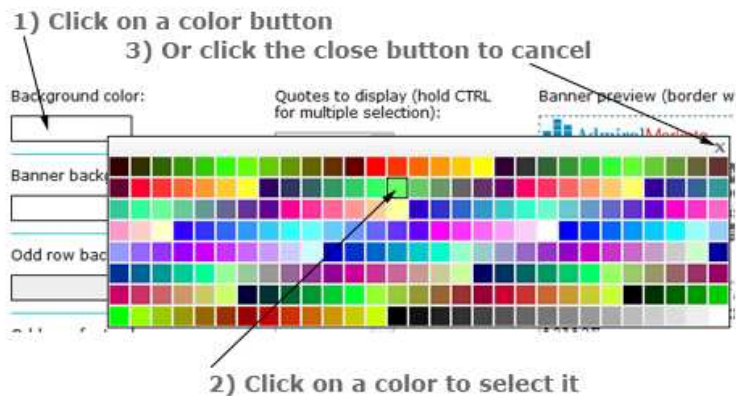 1) Click on a color button
3) Or click the close button to cancel
Background color:
Quotes to display (hold CTRL
for multiple selection):
Banner preview (border w
x
Banner backg
Odd row bac
2) Click on a color to select it